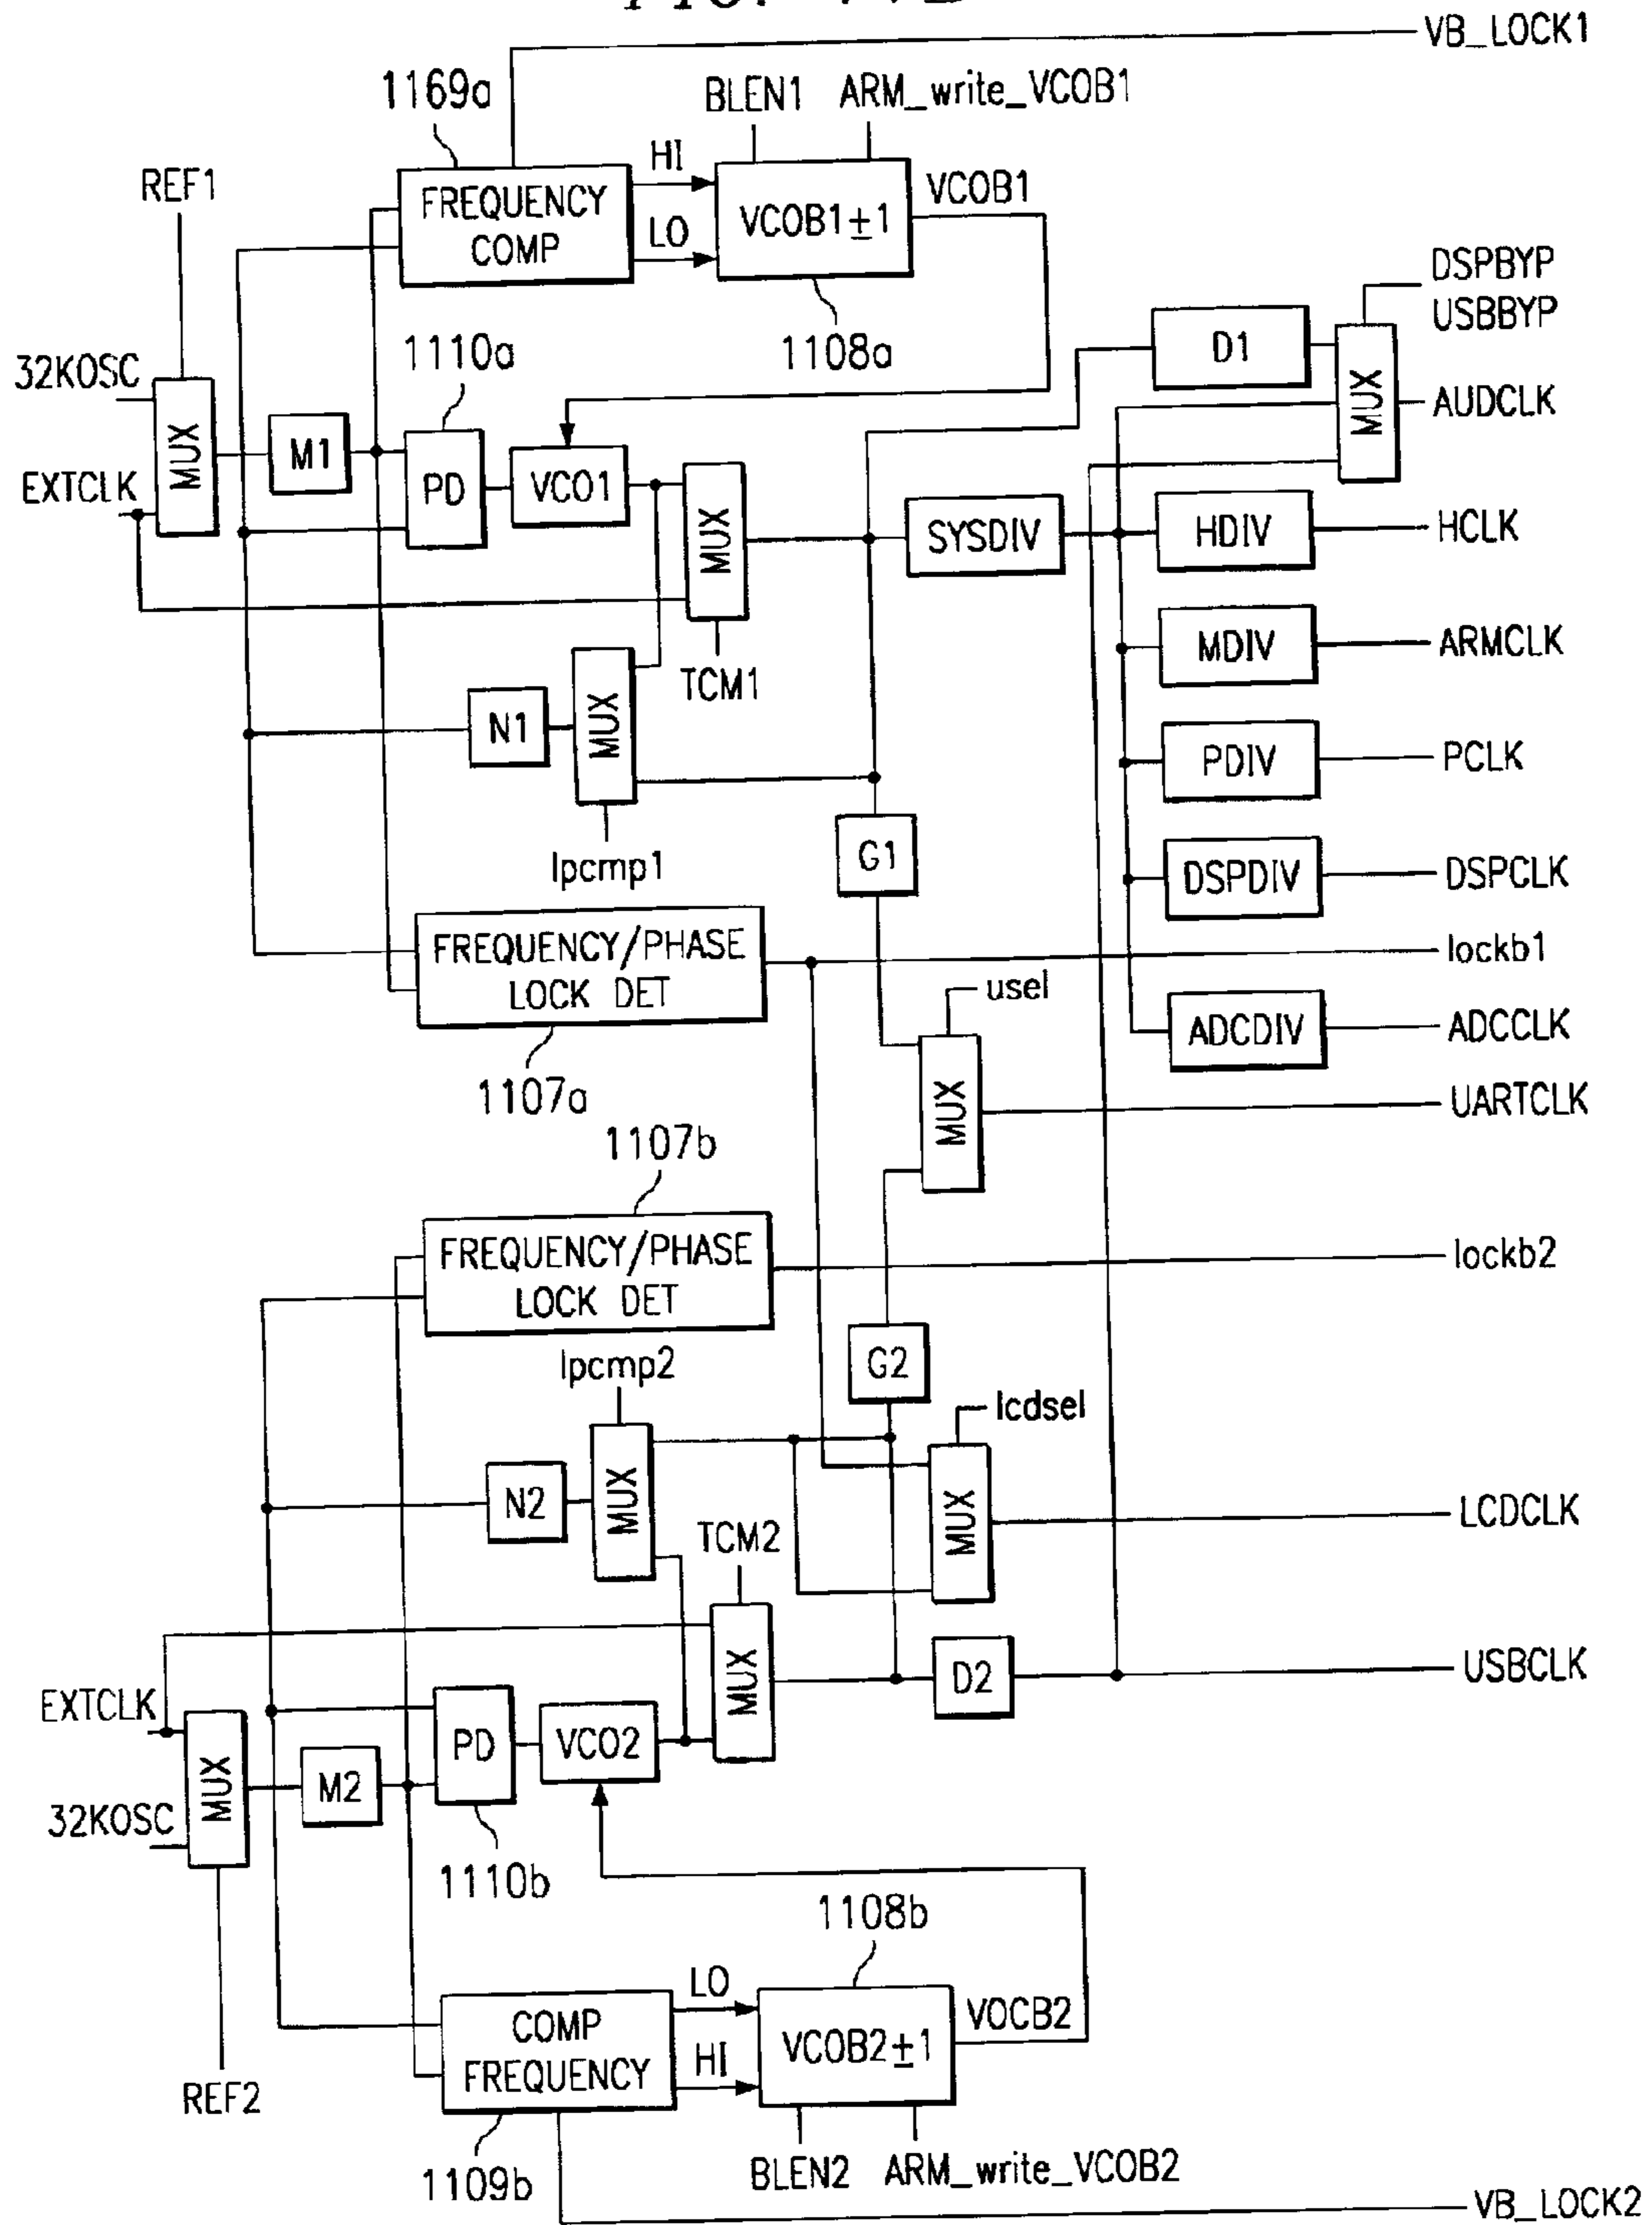 VB_LOCK1
1169a
BLEN1
ARM_write_VCOB1
REF1
FREQUENCY
COMP
HI
LO
VCOB1±1
VCOB1
DSPBYP
USBBYP
1110a
1108a
D1
MUX
AUDCLK
32KOSC
EXTCLK
MUX
M1
PD
VCO1
MUX
SYSDIV
HDIV
HCLK
TCM1
MDIV
ARMCLK
N1
MUX
PDIV
PCLK
lpcmp1
G1
DSPDIV
DSPCLK
FREQUENCY/PHASE
LOCK DET
lockb1
usel
ADCDIV
ADCCLK
1107a
MUX
UARTCLK
1107b
FREQUENCY/PHASE
LOCK DET
lockb2
lpcmp2
G2
lcdsel
N2
MUX
MUX
LCDCLK
TCM2
MUX
D2
USBCLK
EXTCLK
32KOSC
MUX
M2
PD
VCO2
1110b
1108b
COMP
FREQUENCY
LO
HI
VCOB2±1
VOCB2
REF2
1109b
BLEN2
ARM_write_VCOB2
VB_LOCK2